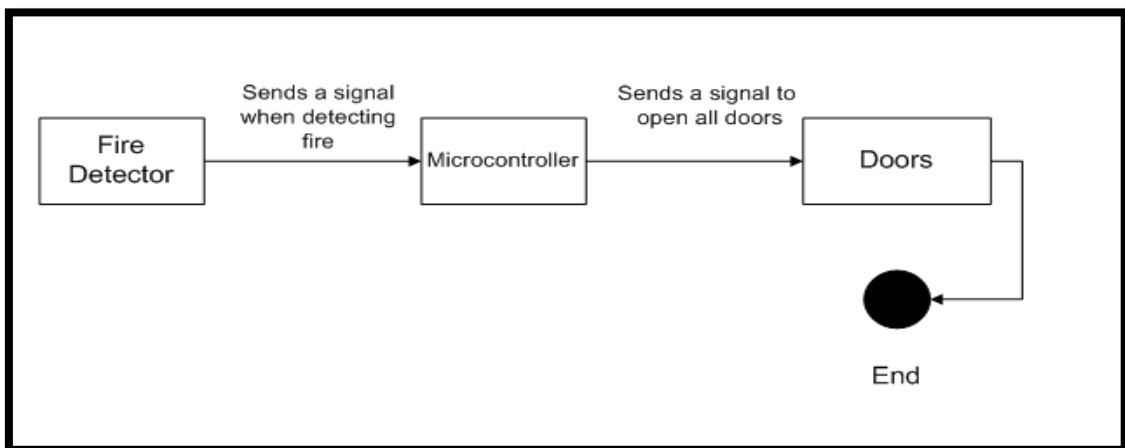 Fire
Detector
Sends a signal
when detecting
fire
Microcontroller
Sends a signal to
open all doors
Doors
End